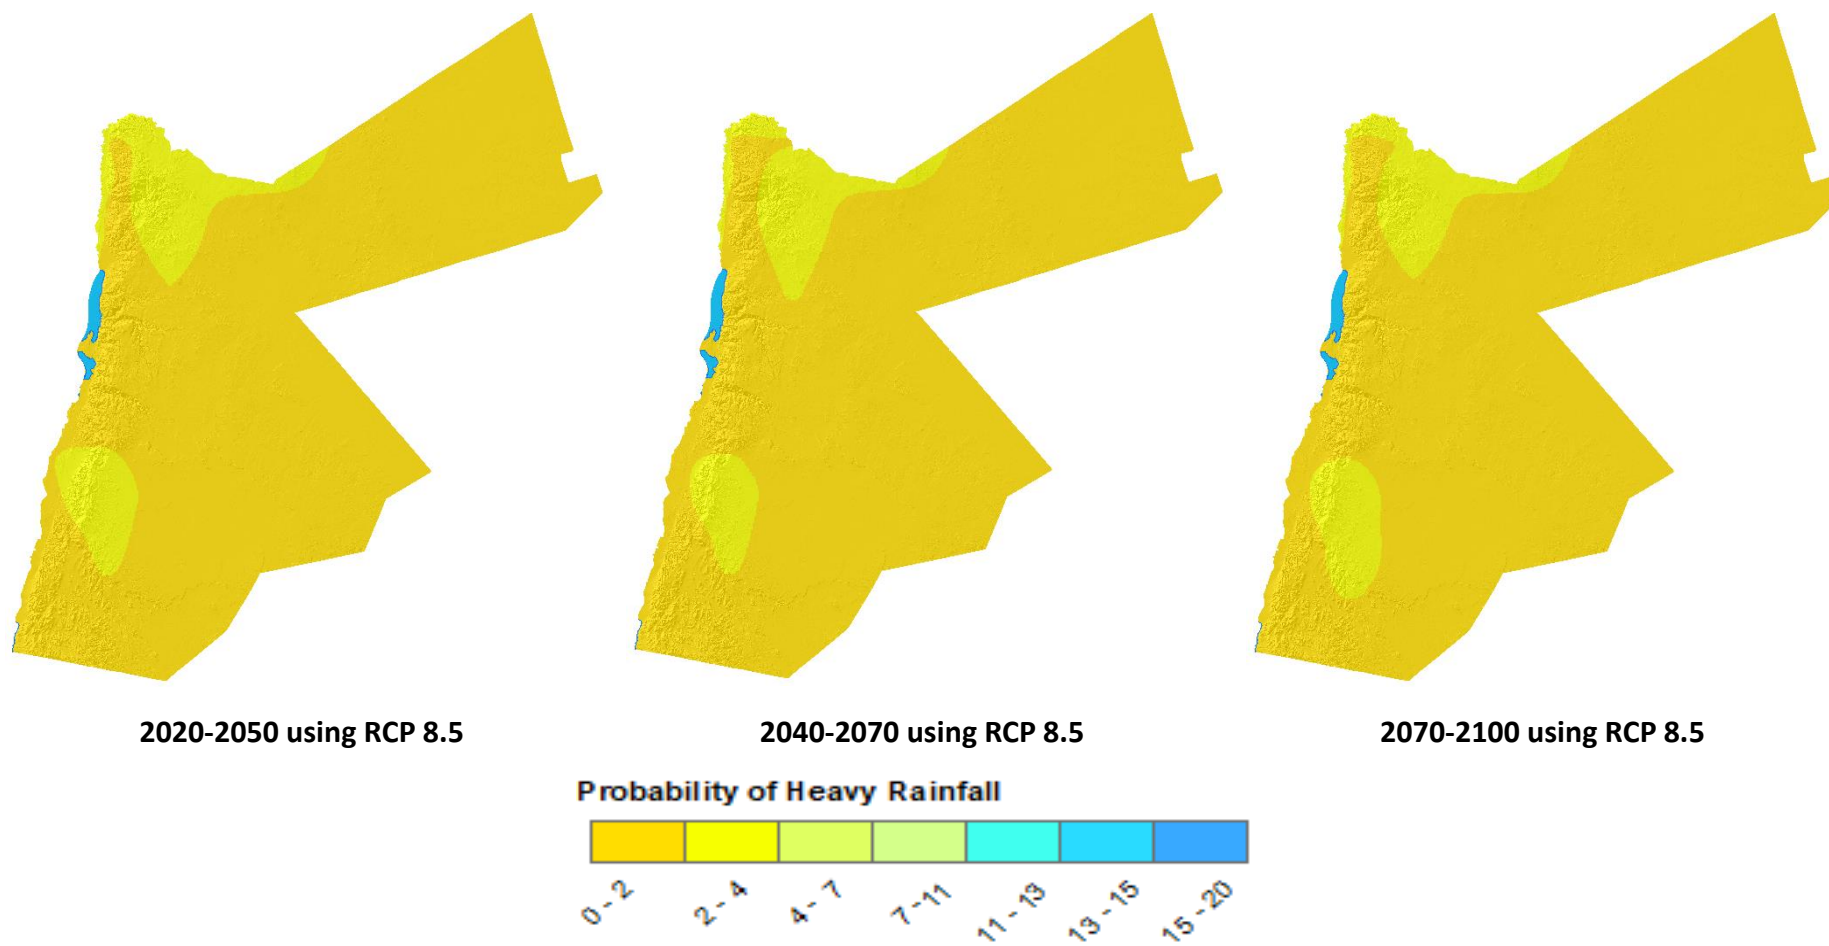 2020-2050 using RCP 8.5
2040-2070 using RCP 8.5
2070-2100 using RCP 8.5
Probability of Heavy Rainfall
0 - 2
2 - 4
4 - 7
7 - 11
11 - 13
13 - 15
15 - 20